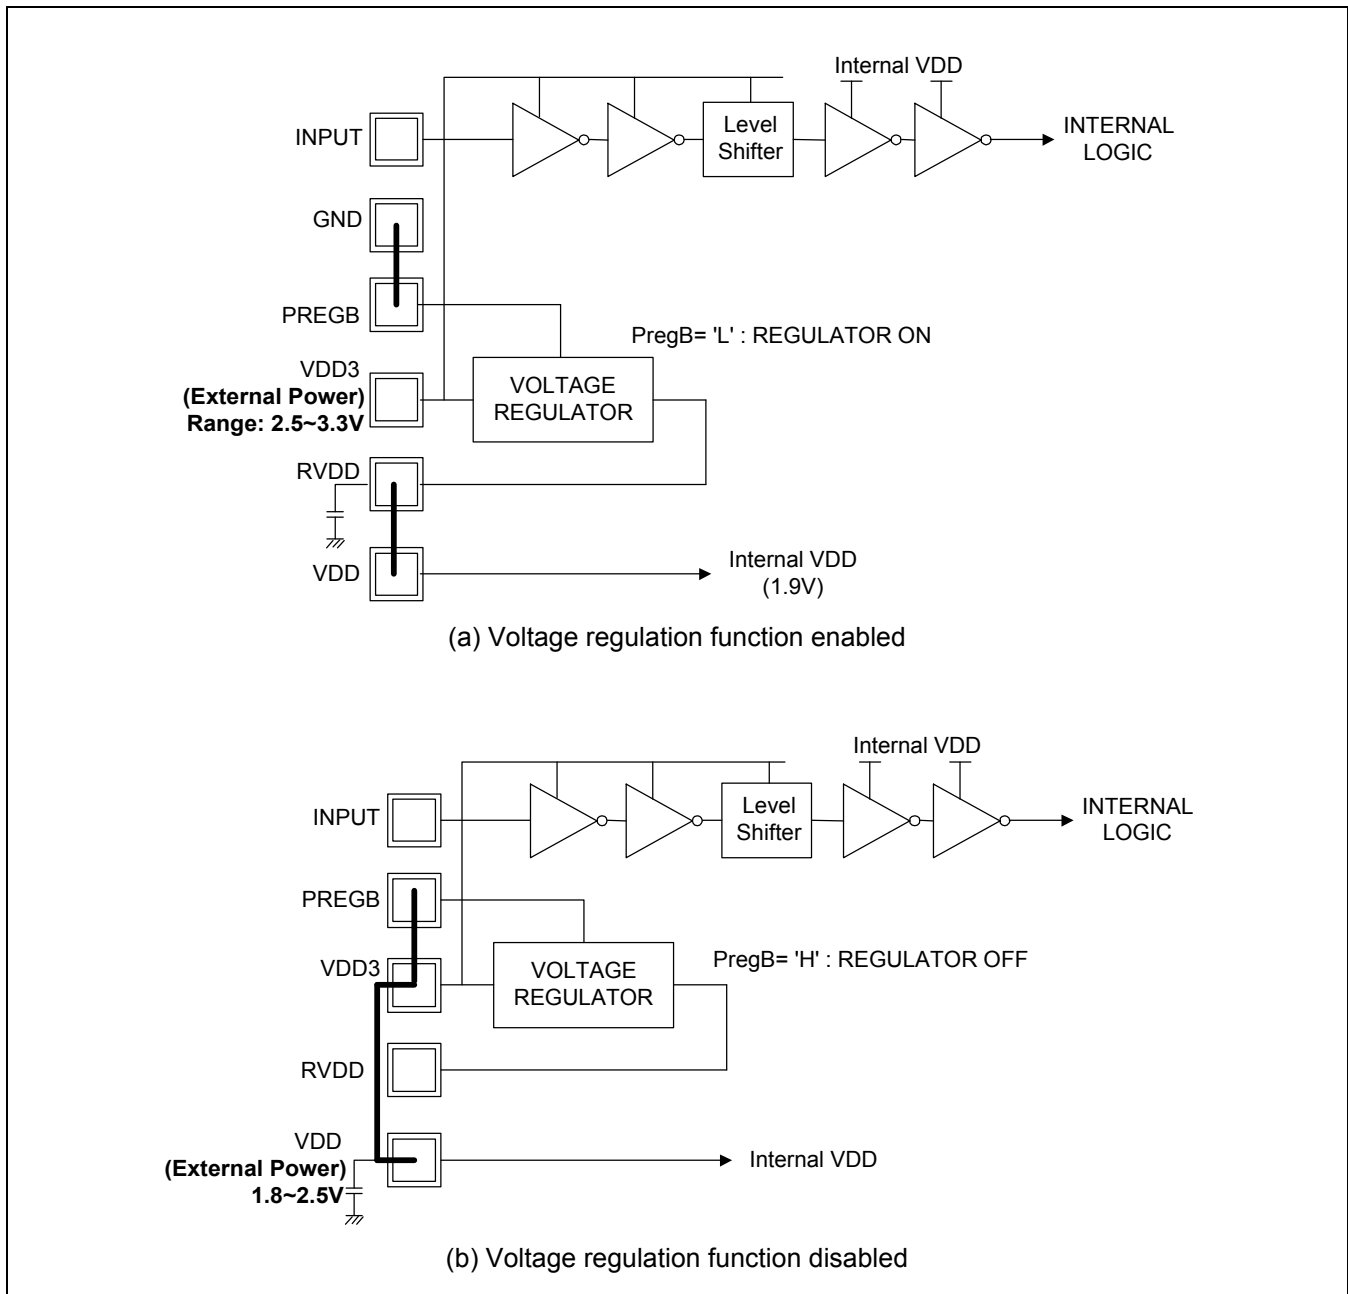 Internal VDD
INPUT
Level
Shifter
INTERNAL
LOGIC
GND
PREGB
PregB= 'L' : REGULATOR ON
VDD3
(External Power)
Range: 2.5~3.3V
VOLTAGE
REGULATOR
RVDD
VDD
Internal VDD
(1.9V)
(a) Voltage regulation function enabled
Internal VDD
INPUT
Level
Shifter
INTERNAL
LOGIC
PREGB
VDD3
VOLTAGE
REGULATOR
PregB= 'H' : REGULATOR OFF
RVDD
VDD
(External Power)
1.8~2.5V
Internal VDD
(b) Voltage regulation function disabled